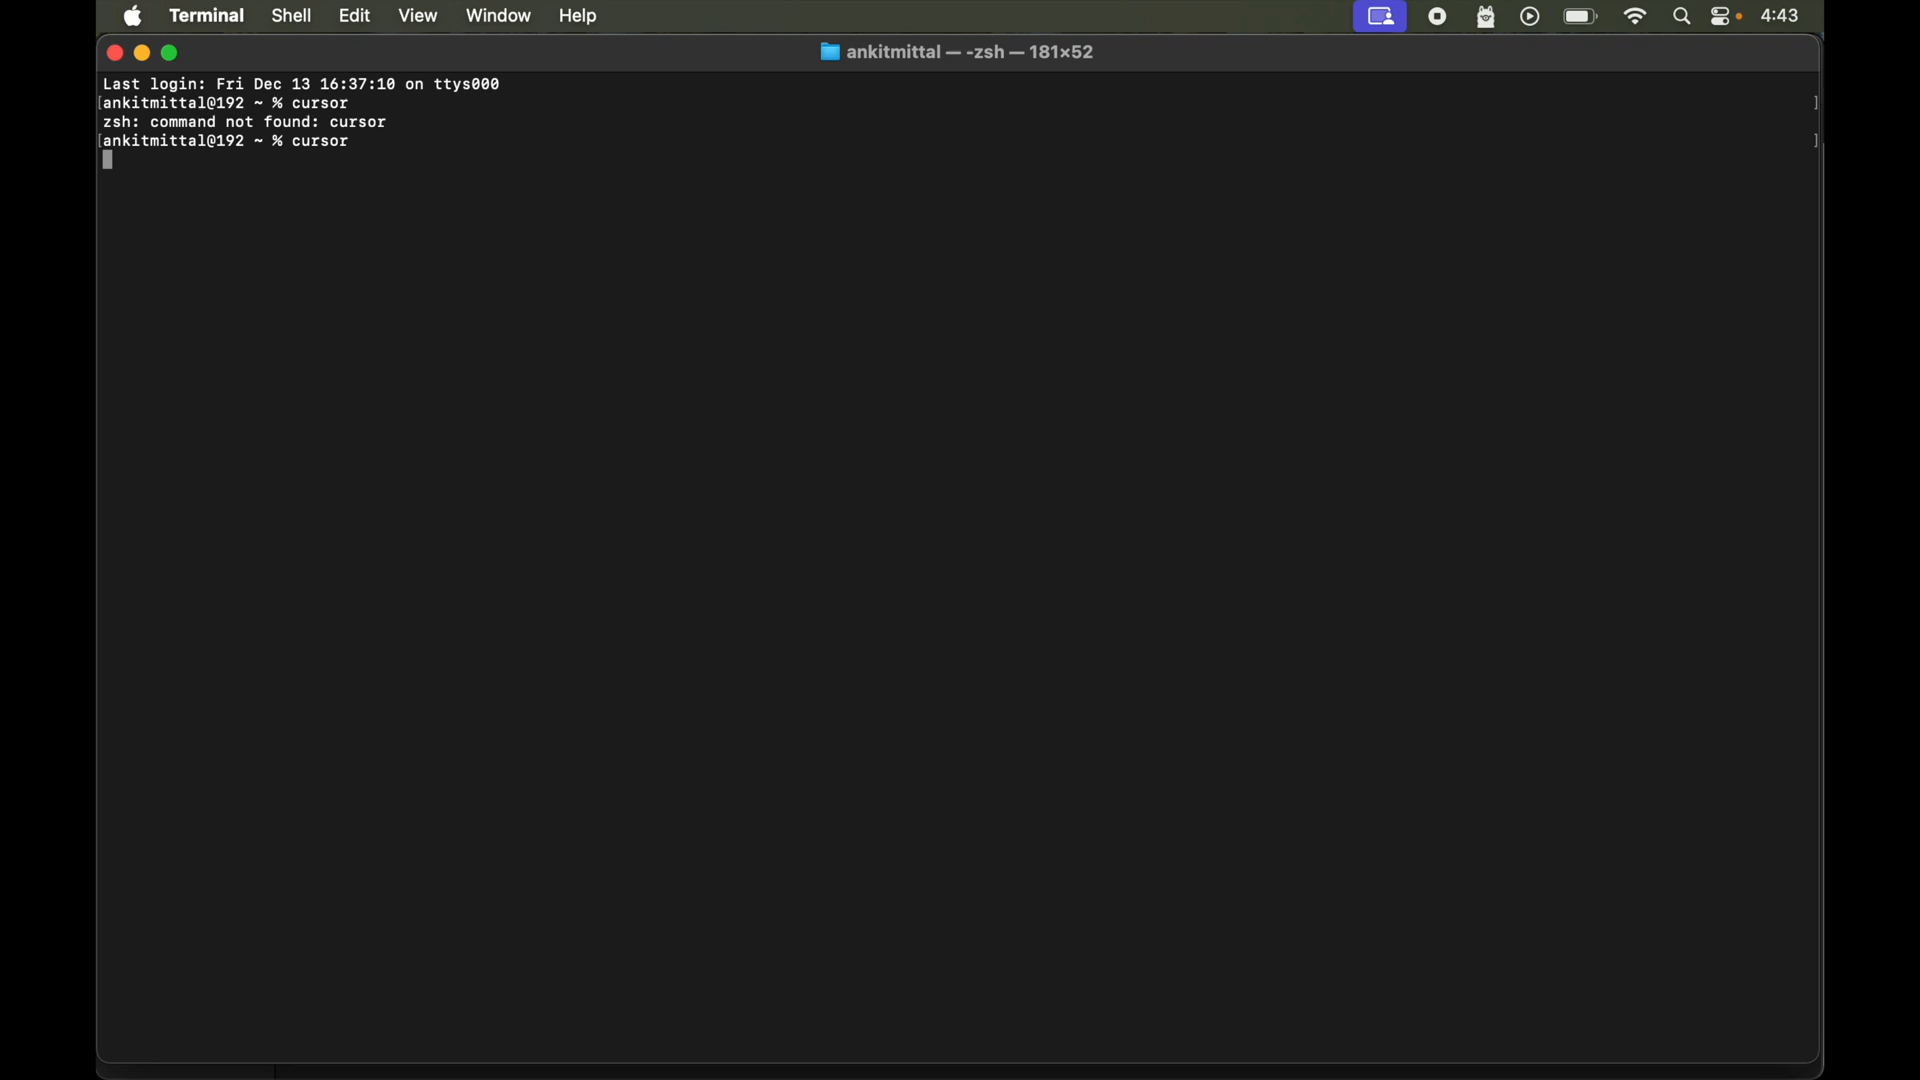 Terminal Shell Edit View Window Help 4:43
ankitmittal — -zsh — 181×52
Last login: Fri Dec 13 16:37:10 on ttys000
[ankitmittal@192 ~ % cursor ]
zsh: command not found: cursor
[ankitmittal@192 ~ % cursor ]